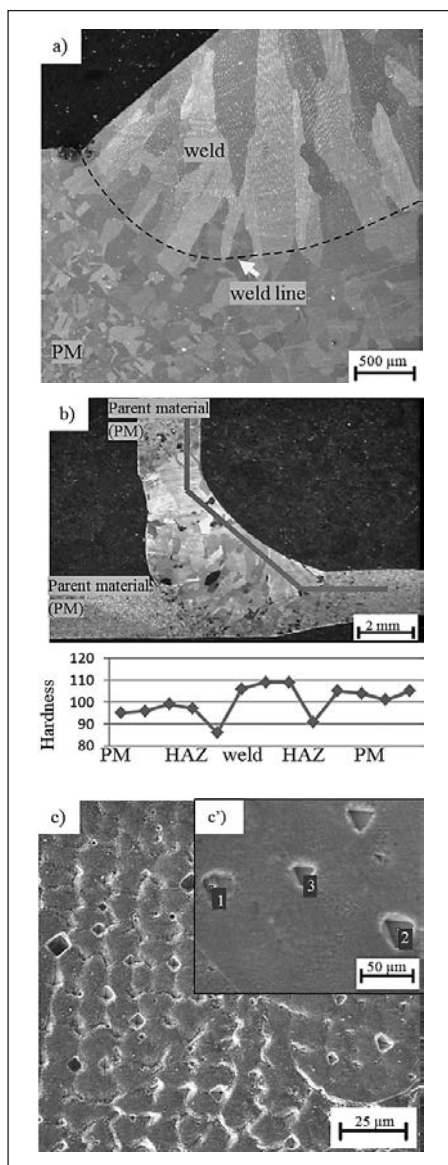 a)
weld
weld line
PM
500 µm
b)
Parent material
(PM)
Parent material
(PM)
2 mm
120
110
100
90
80
Hardness
PM HAZ weld HAZ PM
c)
c')
1
3
2
50 µm
25 µm